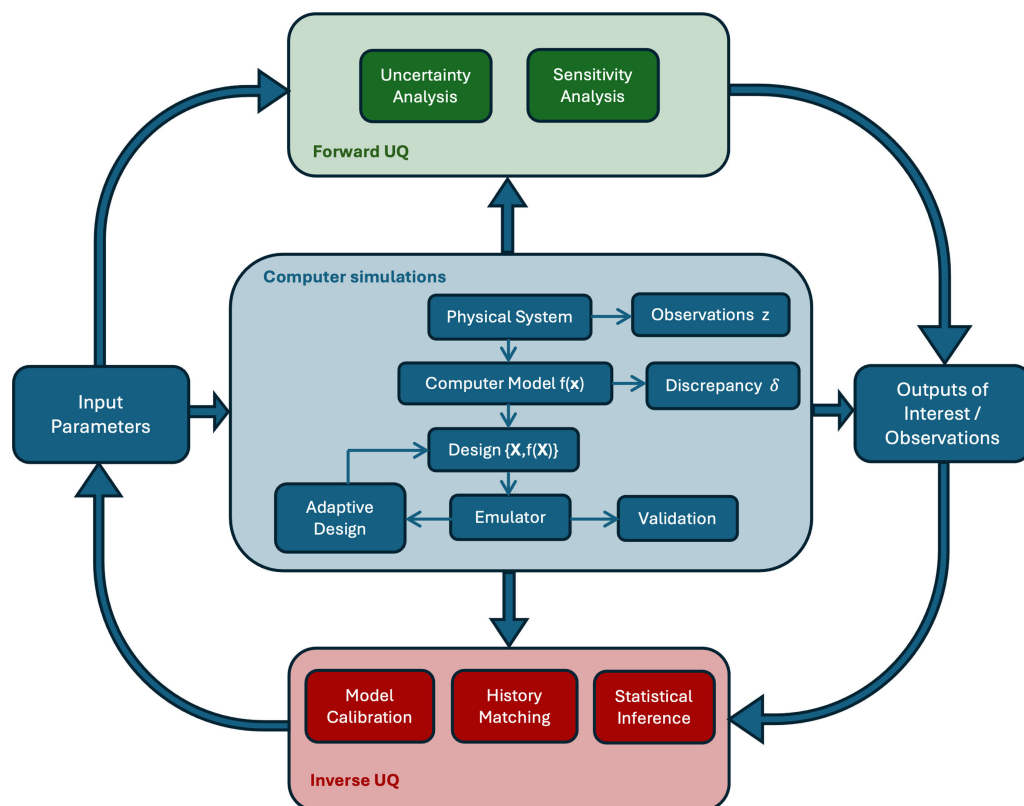 Uncertainty
Analysis
Sensitivity
Analysis
Forward UQ
Computer simulations
Physical System
Observations z
Computer Model f(x)
Discrepancy δ
Input
Parameters
Outputs of
Interest /
Observations
Design {X,f(X)}
Adaptive
Design
Emulator
Validation
Model
Calibration
History
Matching
Statistical
Inference
Inverse UQ